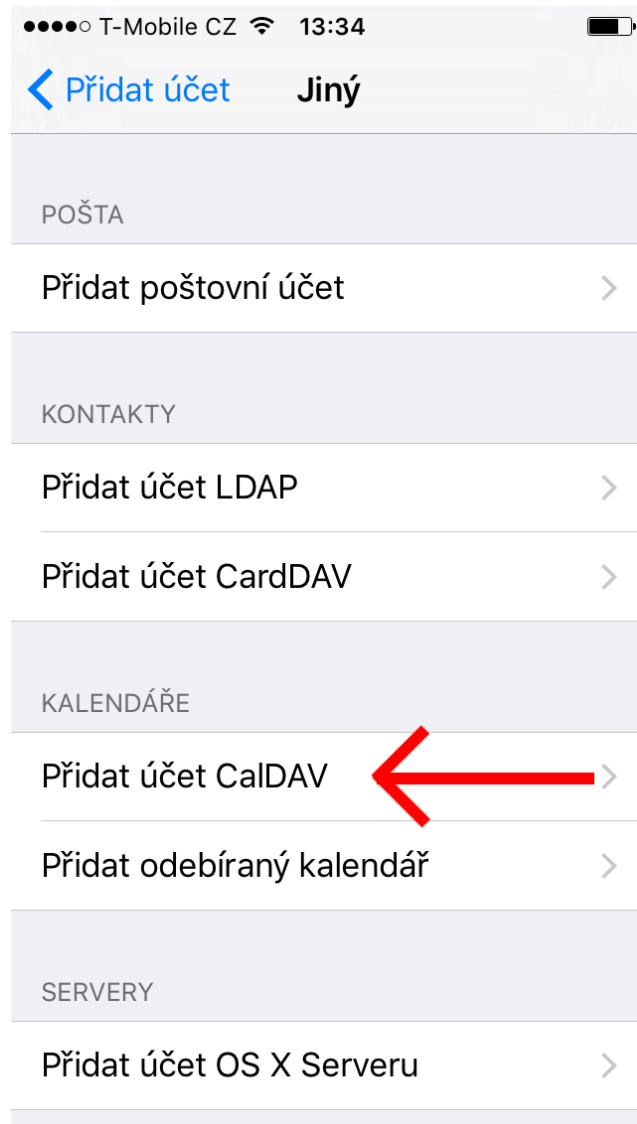 T-Mobile CZ 13:34
Přidat účet Jiný
POŠTA
Přidat poštovní účet
KONTAKTY
Přidat účet LDAP
Přidat účet CardDAV
KALENDÁŘE
Přidat účet CalDAV
Přidat odebíraný kalendář
SERVERY
Přidat účet OS X Serveru